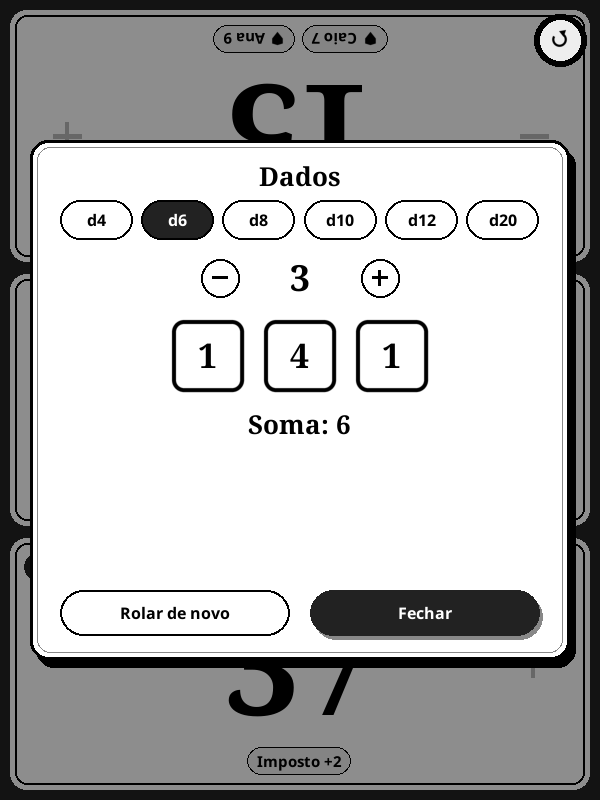 Caio 7
Ana 9
Dados
d4 d6 d8 d10 d12 d20
− 3 +
1 4 1
Soma: 6
Rolar de novo
Fechar
Imposto +2